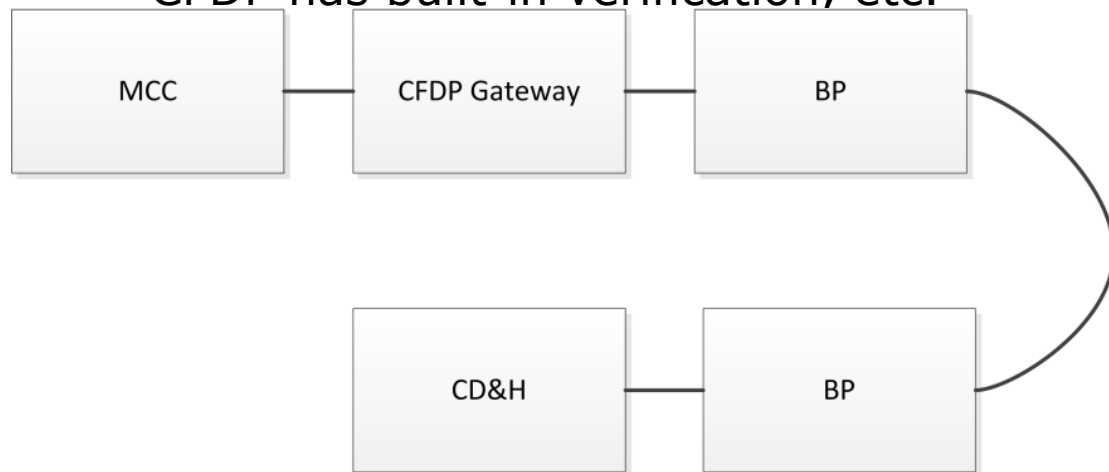 CFDP has built-in verification, etc.
MCC
CFDP Gateway
BP
CD&H
BP